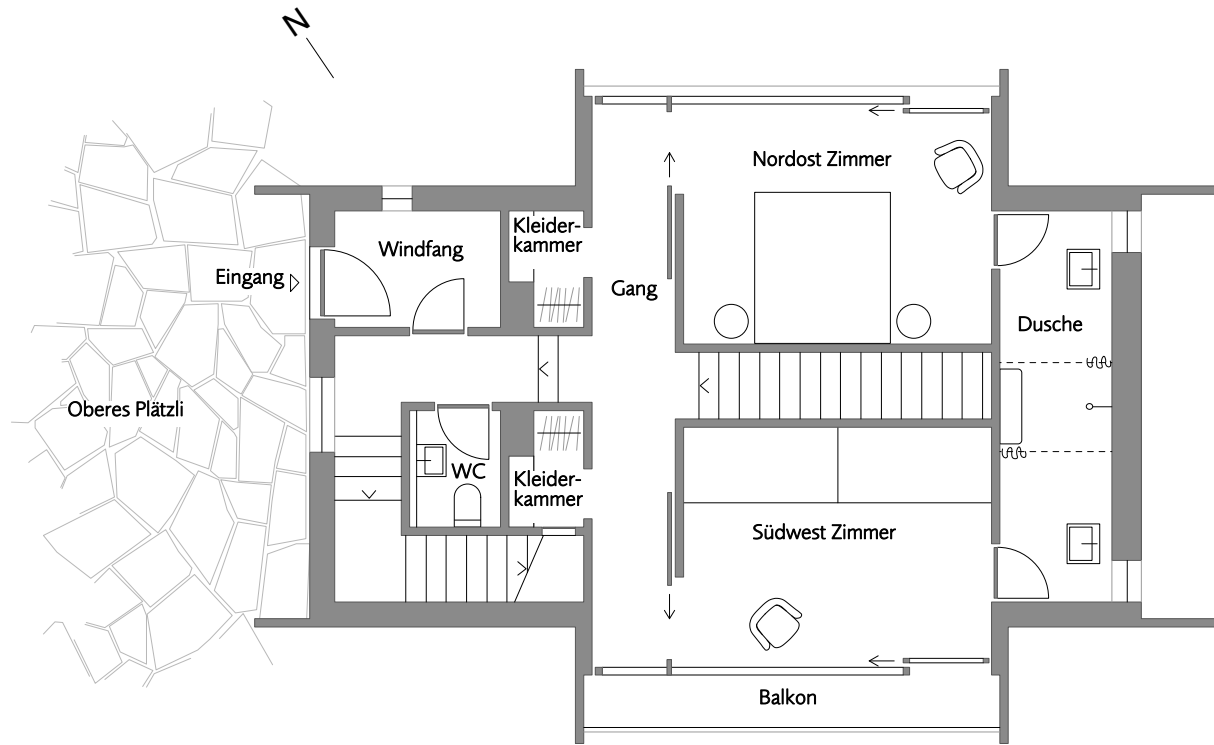 N
Nordost Zimmer
Kleider-
kammer
Windfang
Eingang
Gang
Dusche
Oberes Plätzli
WC
Kleider-
kammer
Südwest Zimmer
Balkon